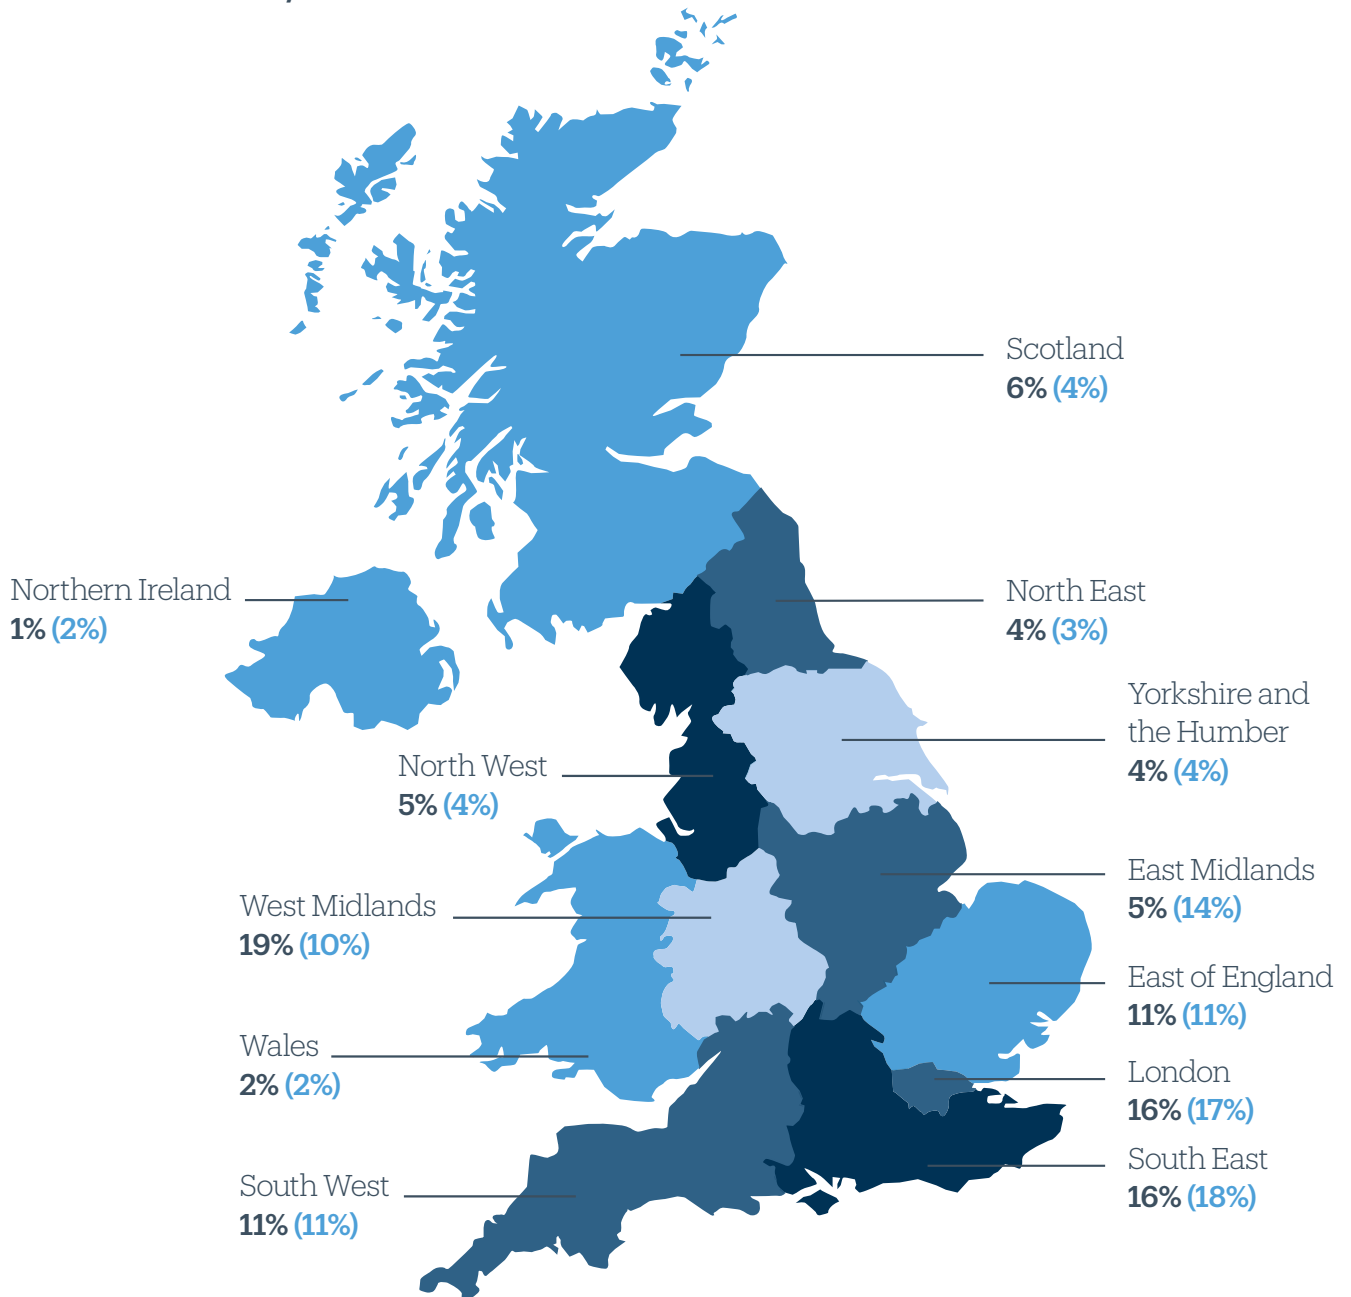 Scotland
6% (4%)
Northern Ireland
1% (2%)
North East
4% (3%)
Yorkshire and
the Humber
4% (4%)
North West
5% (4%)
East Midlands
5% (14%)
West Midlands
19% (10%)
East of England
11% (11%)
Wales
2% (2%)
London
16% (17%)
South East
16% (18%)
South West
11% (11%)